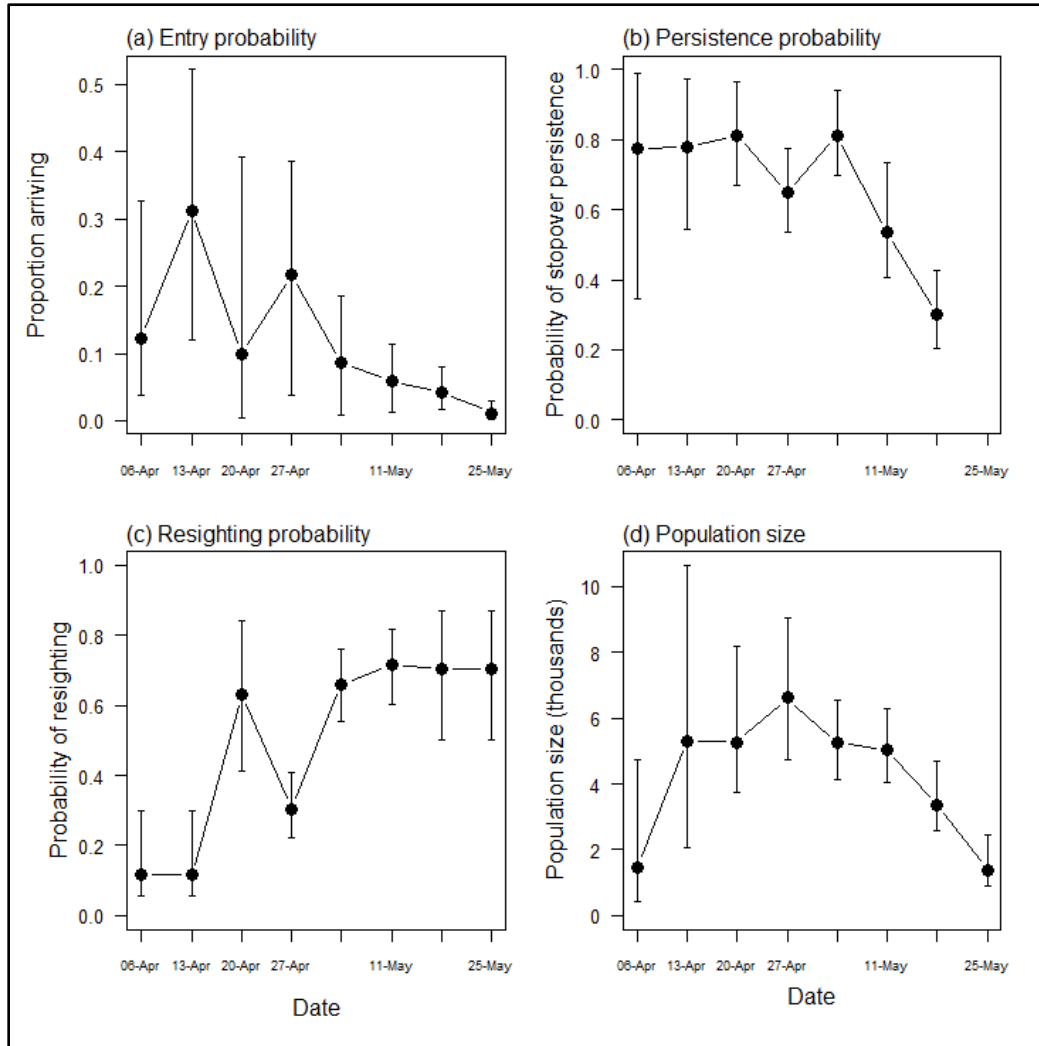 (a) Entry probability
Proportion arriving
0.5
0.4
0.3
0.2
0.1
0.0
06-Apr 13-Apr 20-Apr 27-Apr 11-May 25-May
(b) Persistence probability
Probability of stopover persistence
1.0
0.8
0.6
0.4
0.2
0.0
06-Apr 13-Apr 20-Apr 27-Apr 11-May 25-May
(c) Resighting probability
Probability of resighting
1.0
0.8
0.6
0.4
0.2
0.0
06-Apr 13-Apr 20-Apr 27-Apr 11-May 25-May
Date
(d) Population size
Population size (thousands)
10
8
6
4
2
0
06-Apr 13-Apr 20-Apr 27-Apr 11-May 25-May
Date